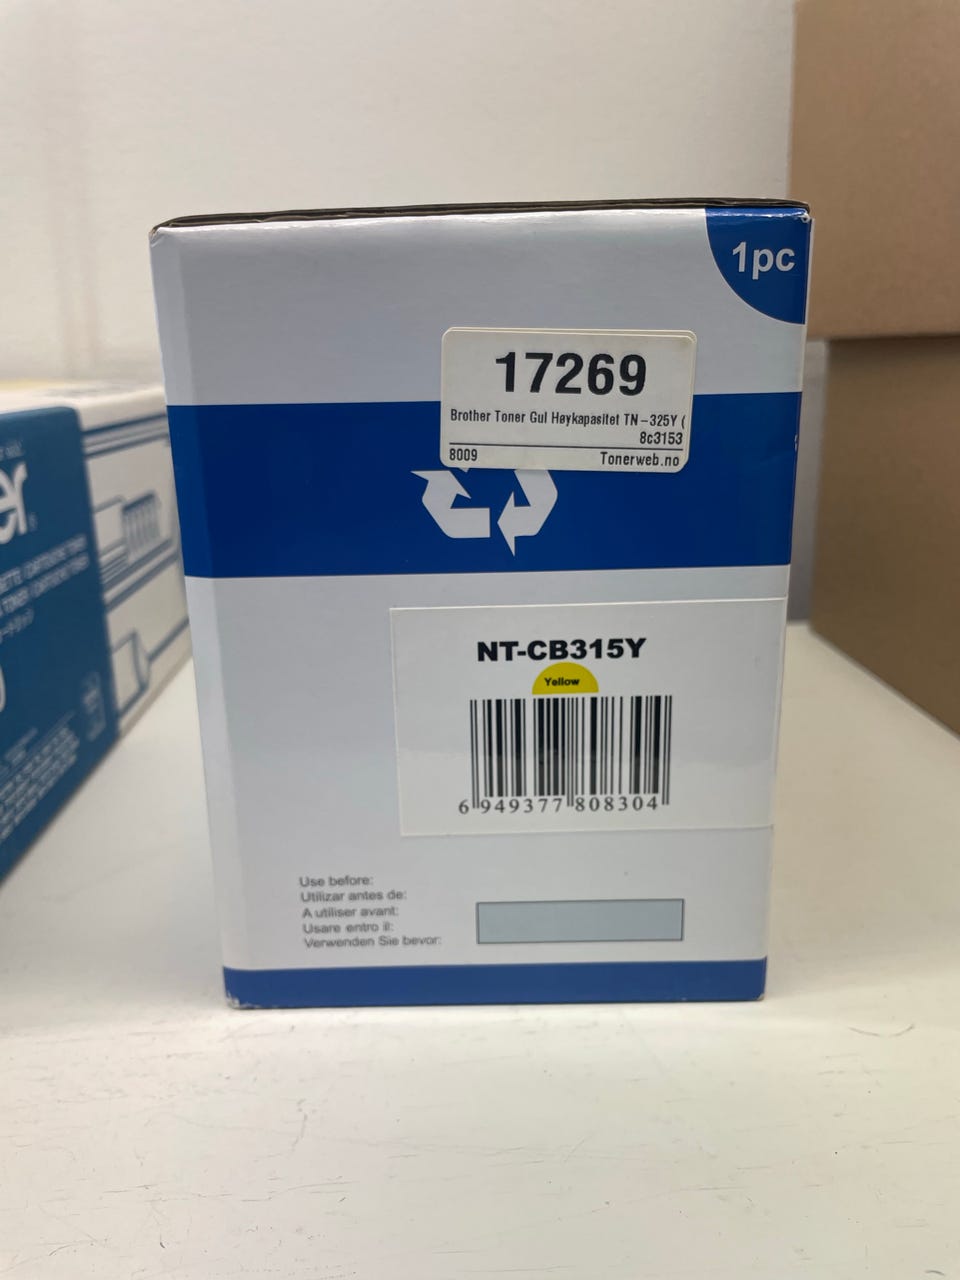 1pc
17269
Brother Toner Gul Høykapasitet TN-325Y (
8c3153
8009 Tonerweb.no
NT-CB315Y
Yellow
6 949377 808304
Use before:
Utilizar antes de:
A utiliser avant:
Usare entro il:
Verwenden Sie bevor:
er